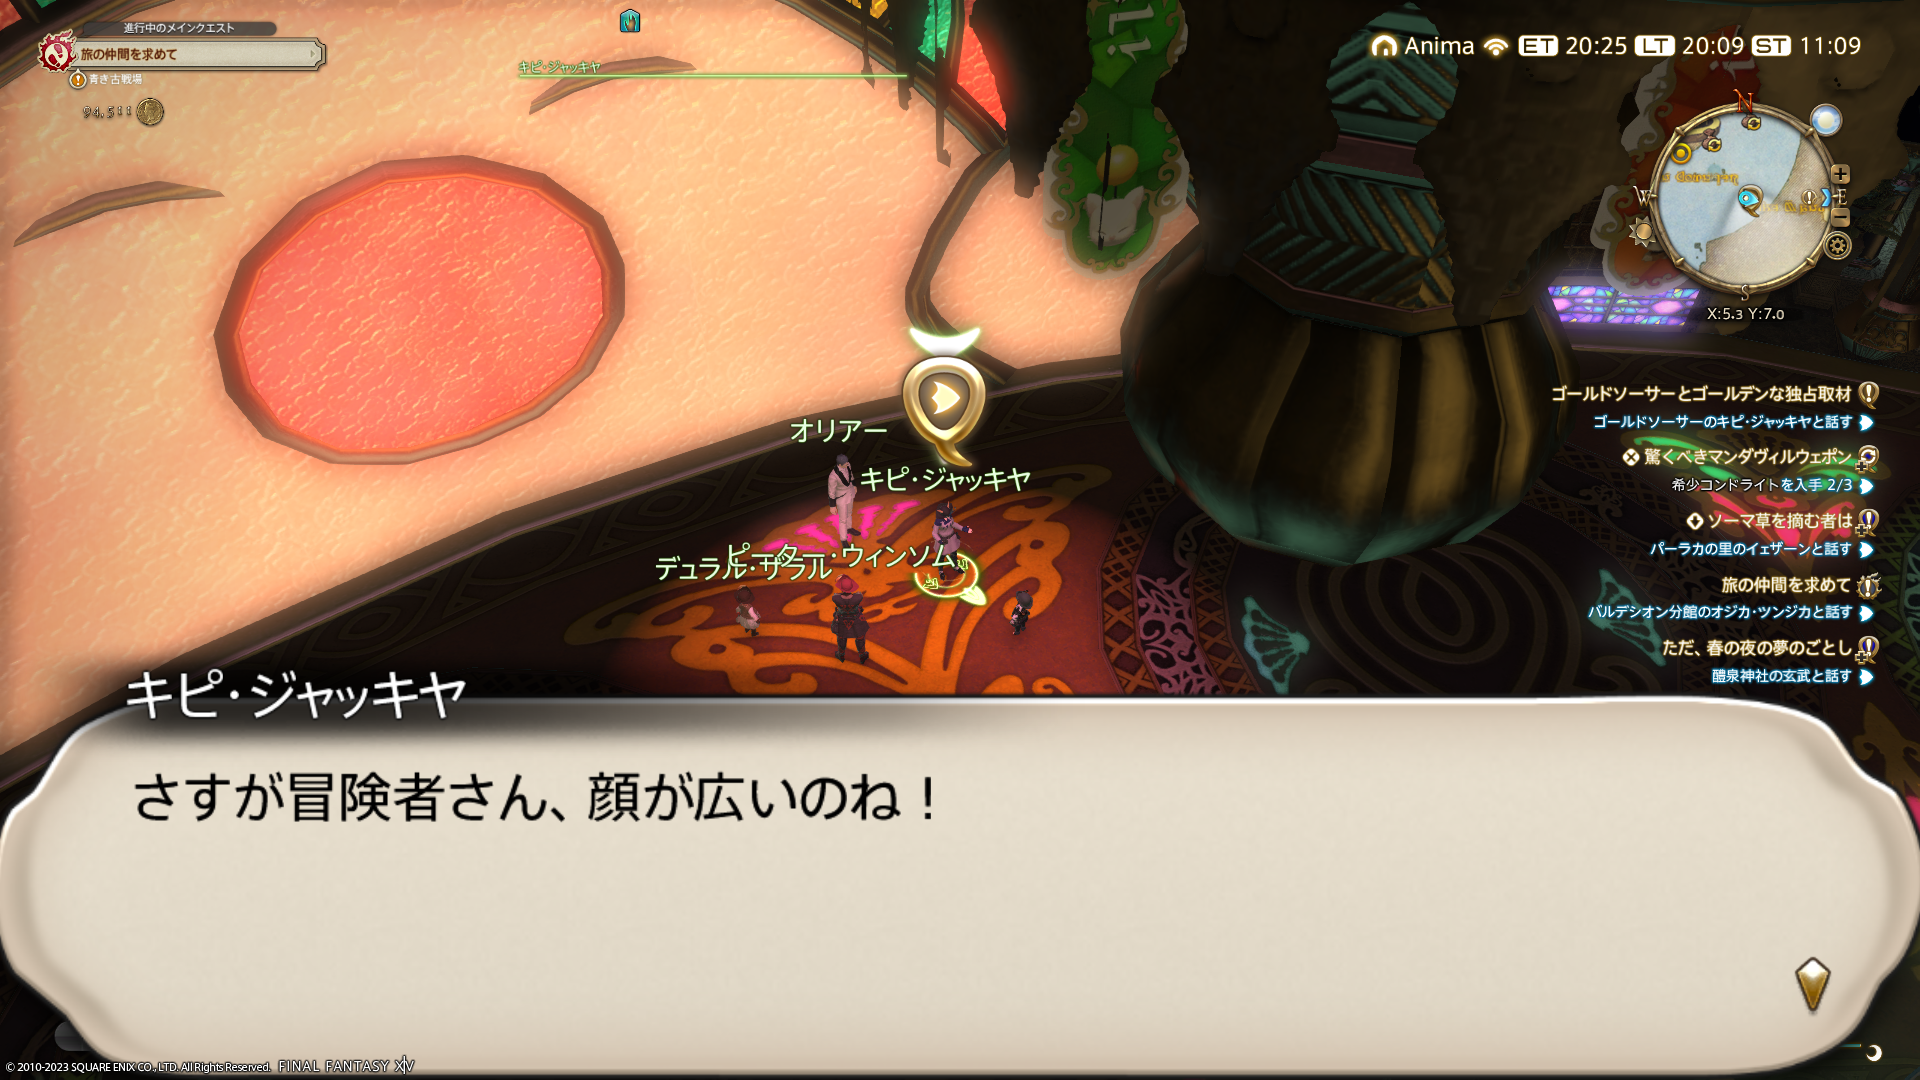 進行中のメインクエスト
旅の仲間を求めて
青き古戦場
94,511
キピ・ジャッキヤ
Anima ET 20:25 LT 20:09 ST 11:09
N
W
E
S
X:5.3 Y:7.0
ゴールドソーサーとゴールデンな独占取材
ゴールドソーサーのキピ・ジャッキヤと話す
驚くべきマンダヴィルウェポン
希少コンドライトを入手 2/3
ソーマ草を摘む者は
パーラカの里のイェザーンと話す
旅の仲間を求めて
バルデシオン分館のオジカ・ツンジカと話す
ただ、春の夜の夢のごとし
醴泉神社の玄武と話す
オリアー
キピ・ジャッキヤ
ピーター・ウィンソム
デュラル・ザラル
キピ・ジャッキヤ
さすが冒険者さん、顔が広いのね！
© 2010-2023 SQUARE ENIX CO., LTD. All Rights Reserved. FINAL FANTASY XIV